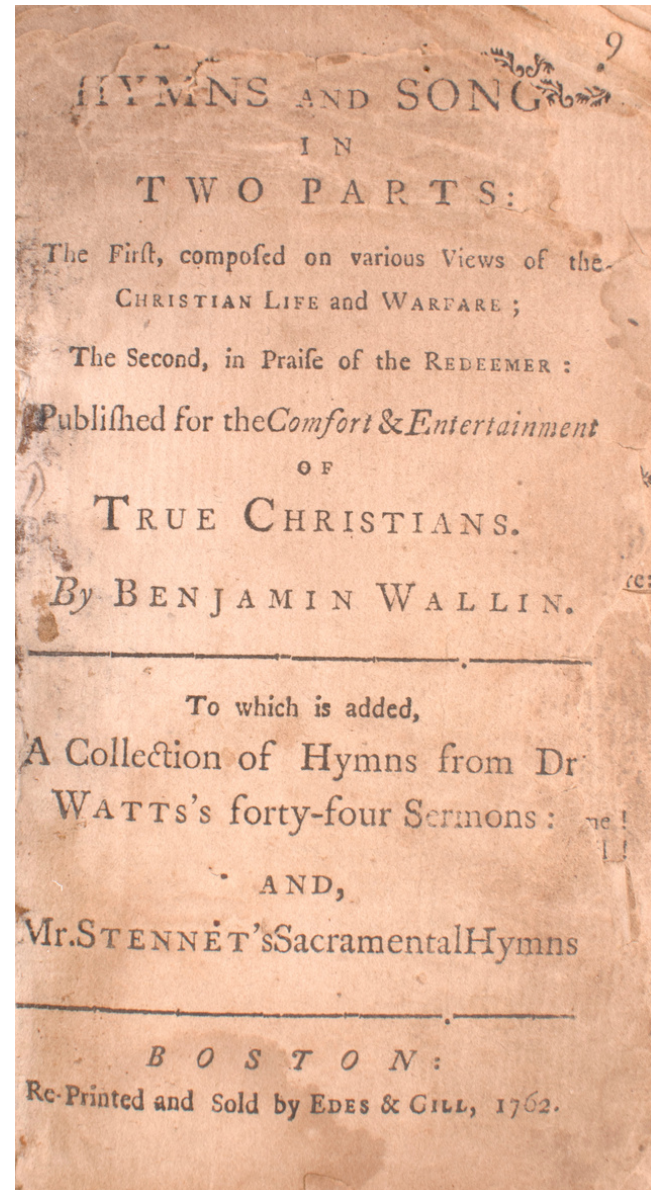 9
HYMNS AND SONG
IN
TWO PARTS:
The Firſt, compoſed on various Views of the
CHRISTIAN LIFE and WARFARE ;
The Second, in Praiſe of the REDEEMER :
Publiſhed for the Comfort & Entertainment
OF
TRUE CHRISTIANS.
By BENJAMIN WALLIN.
To which is added,
A Collection of Hymns from Dr
WATTS's forty-four Sermons :
AND,
Mr. STENNET's Sacramental Hymns
BOSTON:
Re-Printed and Sold by EDES & GILL, 1762.